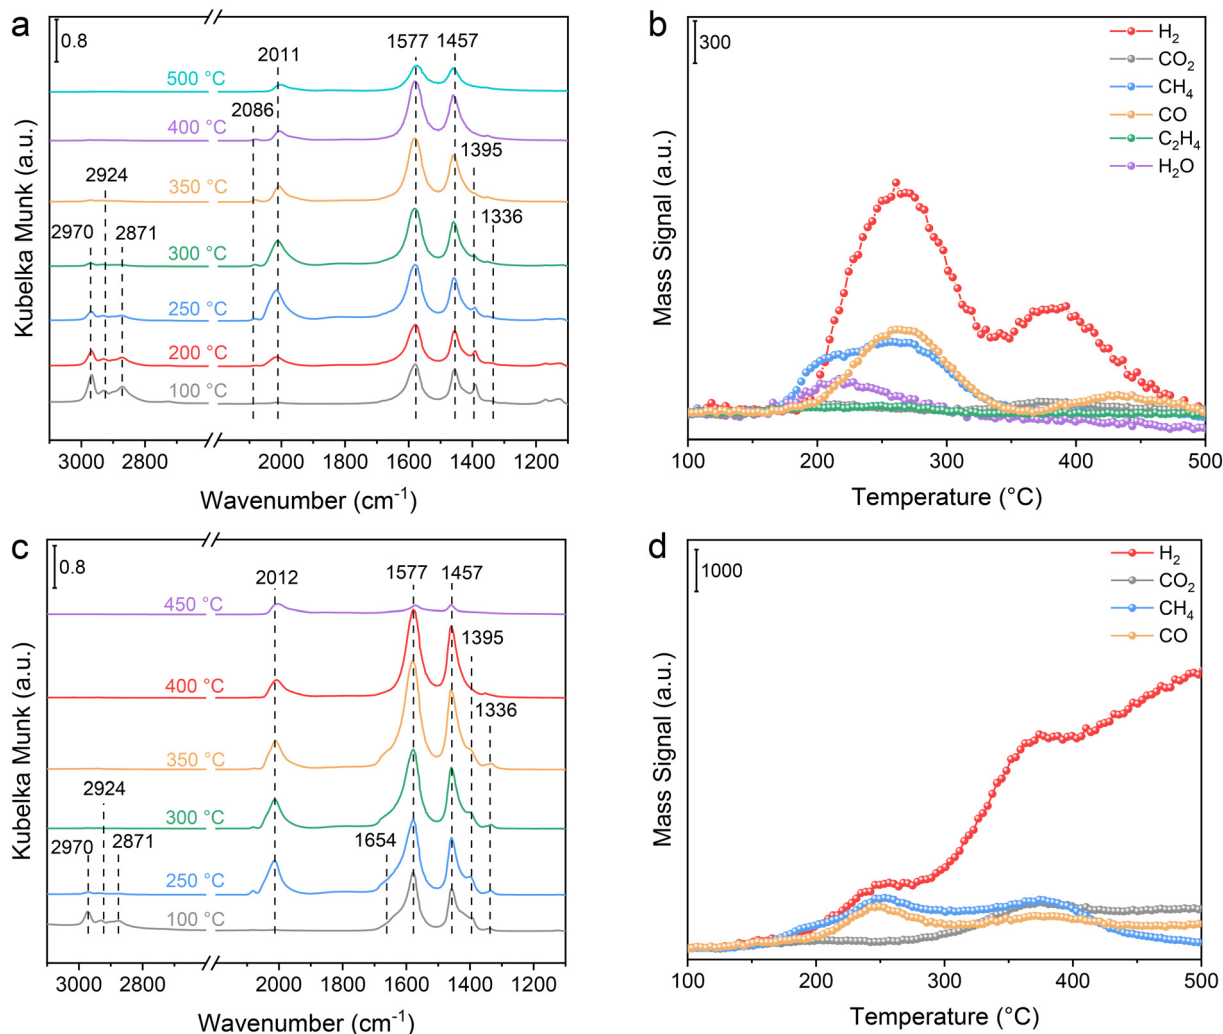 a
0.8
2011
1577
1457
500 °C
2086
400 °C
1395
2924
350 °C
1336
2970
2871
300 °C
250 °C
200 °C
100 °C
Kubelka Munk (a.u.)
3000
2800
2000
1800
1600
1400
1200
Wavenumber (cm⁻¹)
b
300
H₂
CO₂
CH₄
CO
C₂H₄
H₂O
Mass Signal (a.u.)
100
200
300
400
500
Temperature (°C)
c
0.8
2012
1577
1457
450 °C
1395
400 °C
1336
350 °C
2924
300 °C
2970
2871
1654
250 °C
100 °C
Kubelka Munk (a.u.)
3000
2800
2000
1800
1600
1400
1200
Wavenumber (cm⁻¹)
d
1000
H₂
CO₂
CH₄
CO
Mass Signal (a.u.)
100
200
300
400
500
Temperature (°C)